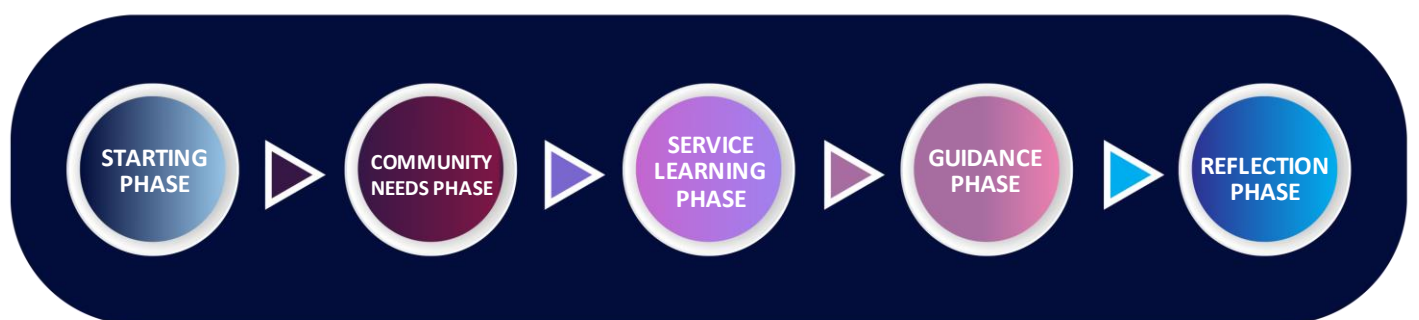 STARTING
PHASE
COMMUNITY
NEEDS PHASE
SERVICE
LEARNING
PHASE
GUIDANCE
PHASE
REFLECTION
PHASE